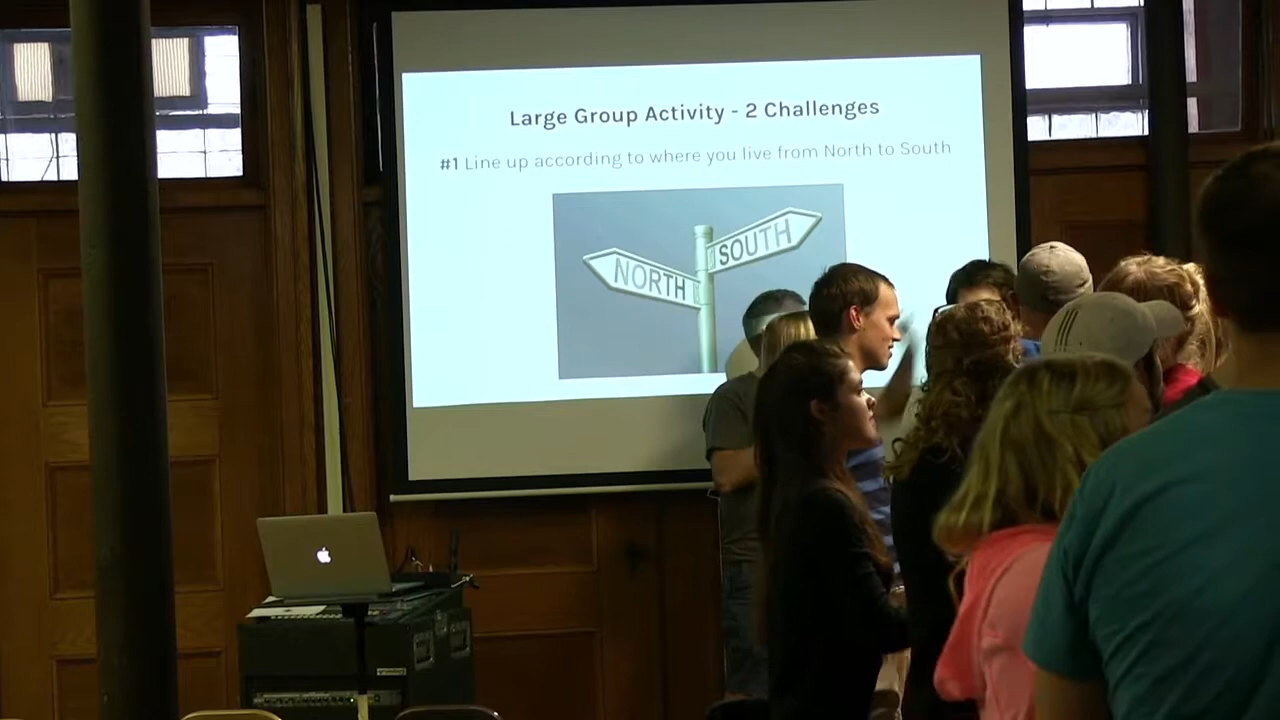 Large Group Activity - 2 Challenges
#1 Line up according to where you live from North to South
NORTH
SOUTH